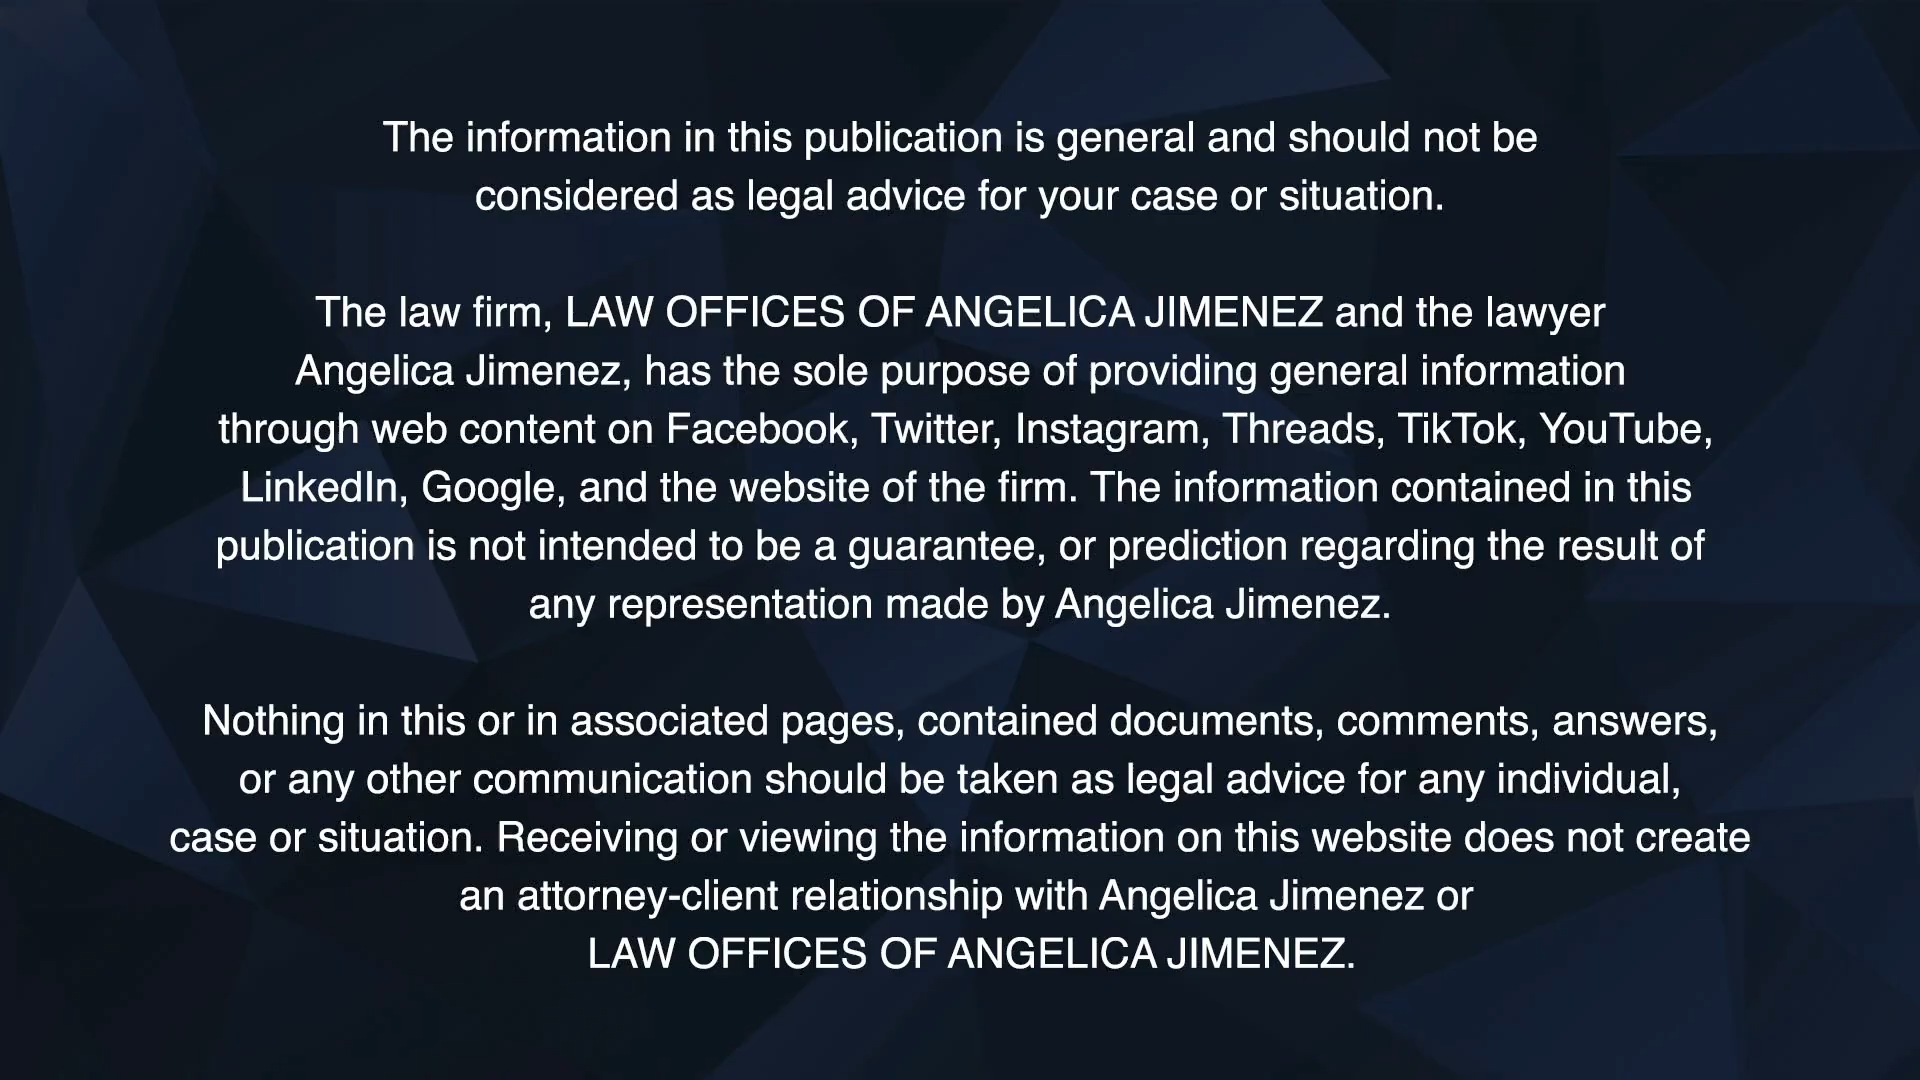 The information in this publication is general and should not be
considered as legal advice for your case or situation.
The law firm, LAW OFFICES OF ANGELICA JIMENEZ and the lawyer
Angelica Jimenez, has the sole purpose of providing general information
through web content on Facebook, Twitter, Instagram, Threads, TikTok, YouTube,
LinkedIn, Google, and the website of the firm. The information contained in this
publication is not intended to be a guarantee, or prediction regarding the result of
any representation made by Angelica Jimenez.
Nothing in this or in associated pages, contained documents, comments, answers,
or any other communication should be taken as legal advice for any individual,
case or situation. Receiving or viewing the information on this website does not create
an attorney-client relationship with Angelica Jimenez or
LAW OFFICES OF ANGELICA JIMENEZ.